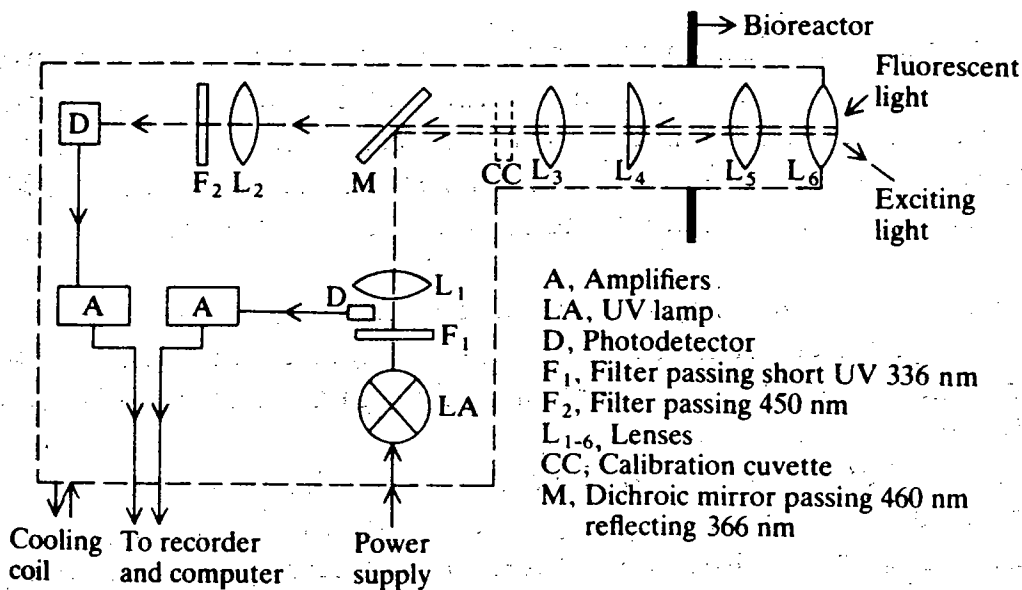 Bioreactor
Fluorescent
light
D
F₂ L₂
M
CC
L₃
L₄
L₅
L₆
Exciting
light
L₁
D
A
A
F₁
LA
A, Amplifiers
LA, UV lamp
D, Photodetector
F₁, Filter passing short UV 336 nm
F₂, Filter passing 450 nm
L₁₋₆, Lenses
CC, Calibration cuvette
M, Dichroic mirror passing 460 nm
reflecting 366 nm
Cooling
coil
To recorder
and computer
Power
supply